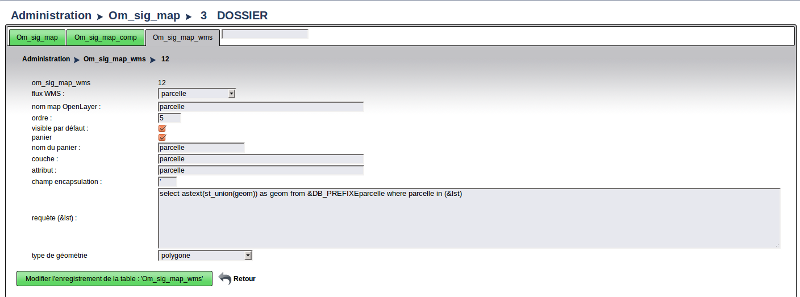 Administration Om_sig_map 3 DOSSIER
Om_sig_map Om_sig_map_comp Om_sig_map_wms
Administration Om_sig_map_wms 12
om_sig_map_wms 12
flux WMS : parcelle
nom map OpenLayer : parcelle
ordre : 5
visible par défaut :
panier
nom du panier : parcelle
couche : parcelle
attribut : parcelle
champ encapsulation : '
requête (&lst) : select astext(st_union(geom)) as geom from &DB_PREFIXEparcelle where parcelle in (&lst)
type de géometrie polygone
Modifier l'enregistrement de la table : 'Om_sig_map_wms' Retour